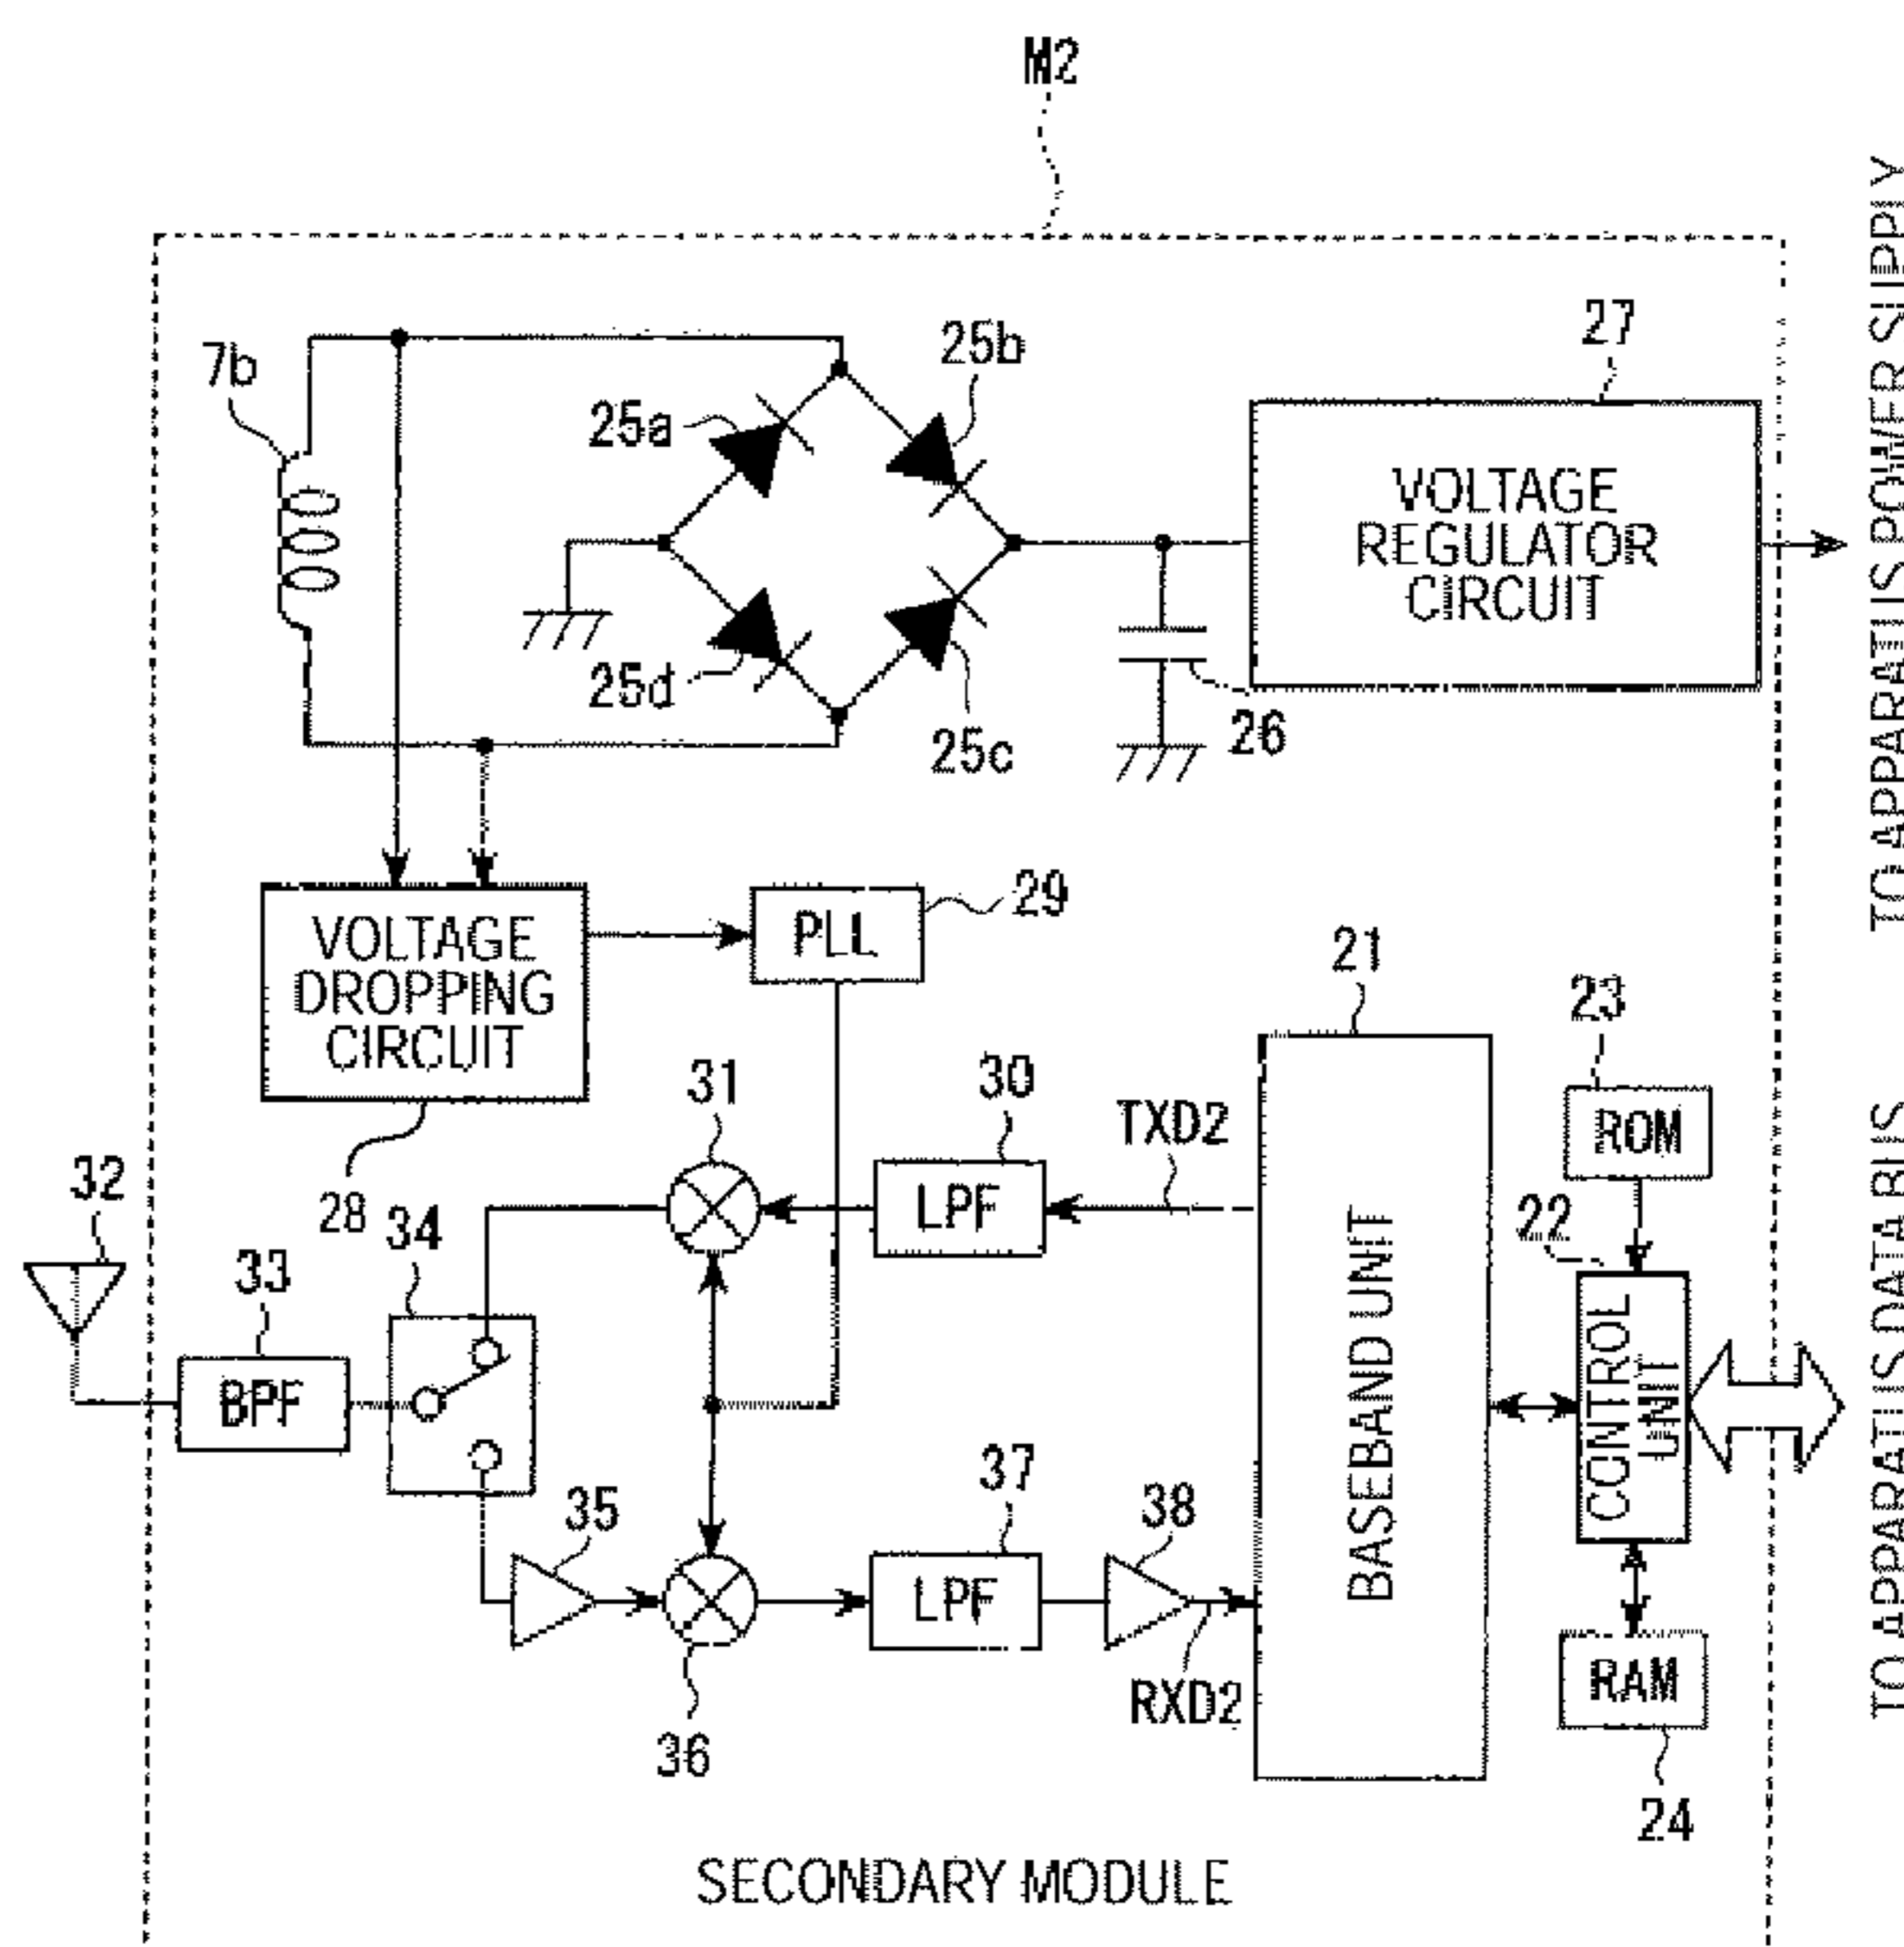 M2
7b
25a
25b
27
VOLTAGE
REGULATOR
CIRCUIT
25d
25c
26
TO APPARATUS POWER SUPPLY
VOLTAGE
DROPPING
CIRCUIT
28
PLL
29
21
23
ROM
31
30
LPF
TXD2
22
32
33
BPF
34
BASEBAND UNIT
CONTROL
UNIT
TO APPARATUS DATA BUS
35
36
37
LPF
38
RXD2
RAM
24
SECONDARY MODULE